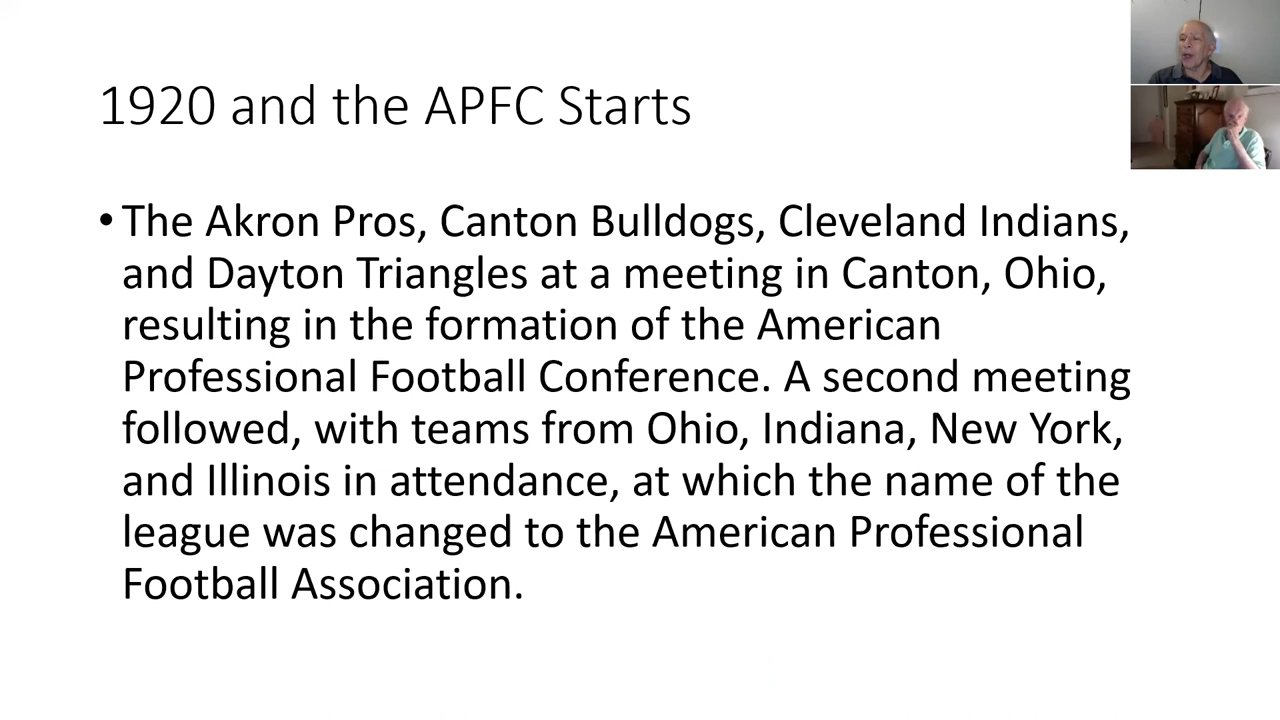 1920 and the APFC Starts
• The Akron Pros, Canton Bulldogs, Cleveland Indians,
and Dayton Triangles at a meeting in Canton, Ohio,
resulting in the formation of the American
Professional Football Conference. A second meeting
followed, with teams from Ohio, Indiana, New York,
and Illinois in attendance, at which the name of the
league was changed to the American Professional
Football Association.